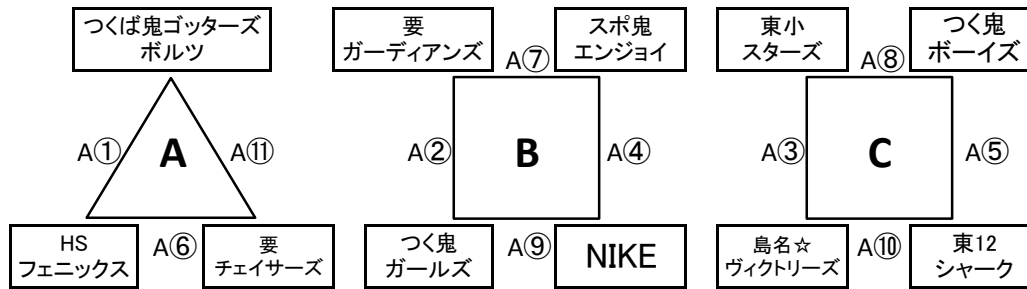 つくば鬼ゴッターズ
ボルツ
A①
A
A⑪
HS
フェニックス
A⑥
要
チェイサーズ
要
ガーディアンズ
A⑦
スポ鬼
エンジョイ
A②
B
A④
つく鬼
ガールズ
A⑨
NIKE
東小
スターズ
A⑧
つく鬼
ボーイズ
A③
C
A⑤
島名☆
ヴィクトリーズ
A⑩
東12
シャーク